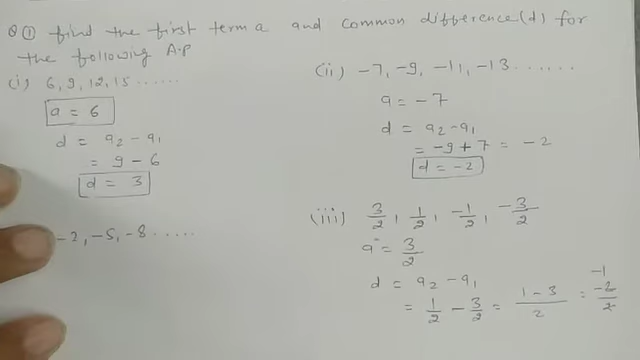 Q ① find the first term a and common difference(d) for
the following A.P
(i) 6, 9, 12, 15 ......
a = 6
d = a₂ - a₁
= 9 - 6
d = 3
-2, -5, -8 .....
(ii) -7, -9, -11, -13 ......
a = -7
d = a₂ - a₁
= -9 + 7 = -2
d = -2
(iii) 3/2, 1/2, -1/2, -3/2
a = 3/2
d = a₂ - a₁
= 1/2 - 3/2 = 1-3/2 = -2/2 -1